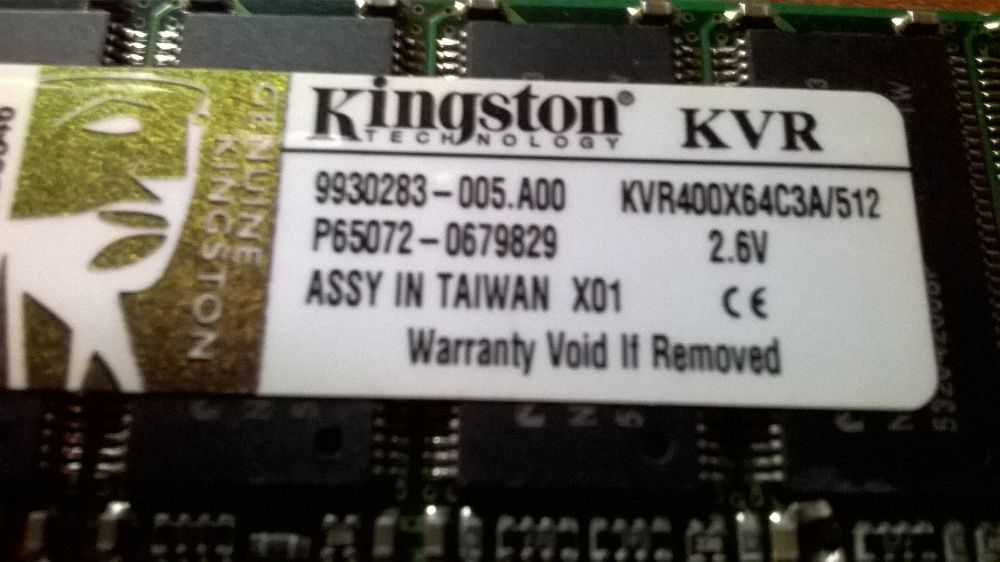 Kingston® KVR
TECHNOLOGY
9930283-005.A00 KVR400X64C3A/512
P65072-0679829 2.6V
ASSY IN TAIWAN X01 CE
Warranty Void If Removed
GENUINE
KINGSTON